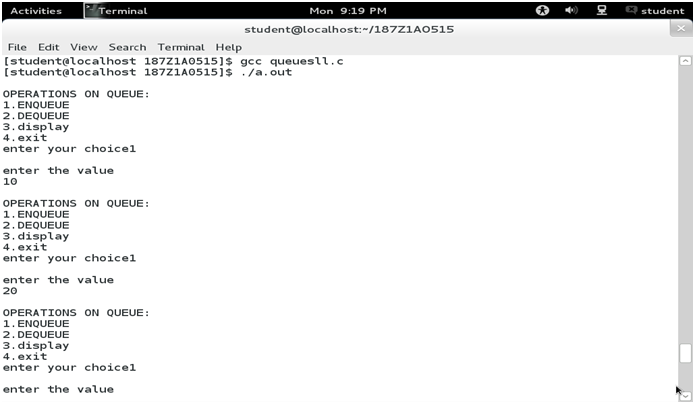 Activities Terminal Mon 9:19 PM student
student@localhost:~/187Z1A0515
File Edit View Search Terminal Help
[student@localhost 187Z1A0515]$ gcc queuesll.c
[student@localhost 187Z1A0515]$ ./a.out
OPERATIONS ON QUEUE:
1.ENQUEUE
2.DEQUEUE
3.display
4.exit
enter your choice1
enter the value
10
OPERATIONS ON QUEUE:
1.ENQUEUE
2.DEQUEUE
3.display
4.exit
enter your choice1
enter the value
20
OPERATIONS ON QUEUE:
1.ENQUEUE
2.DEQUEUE
3.display
4.exit
enter your choice1
enter the value